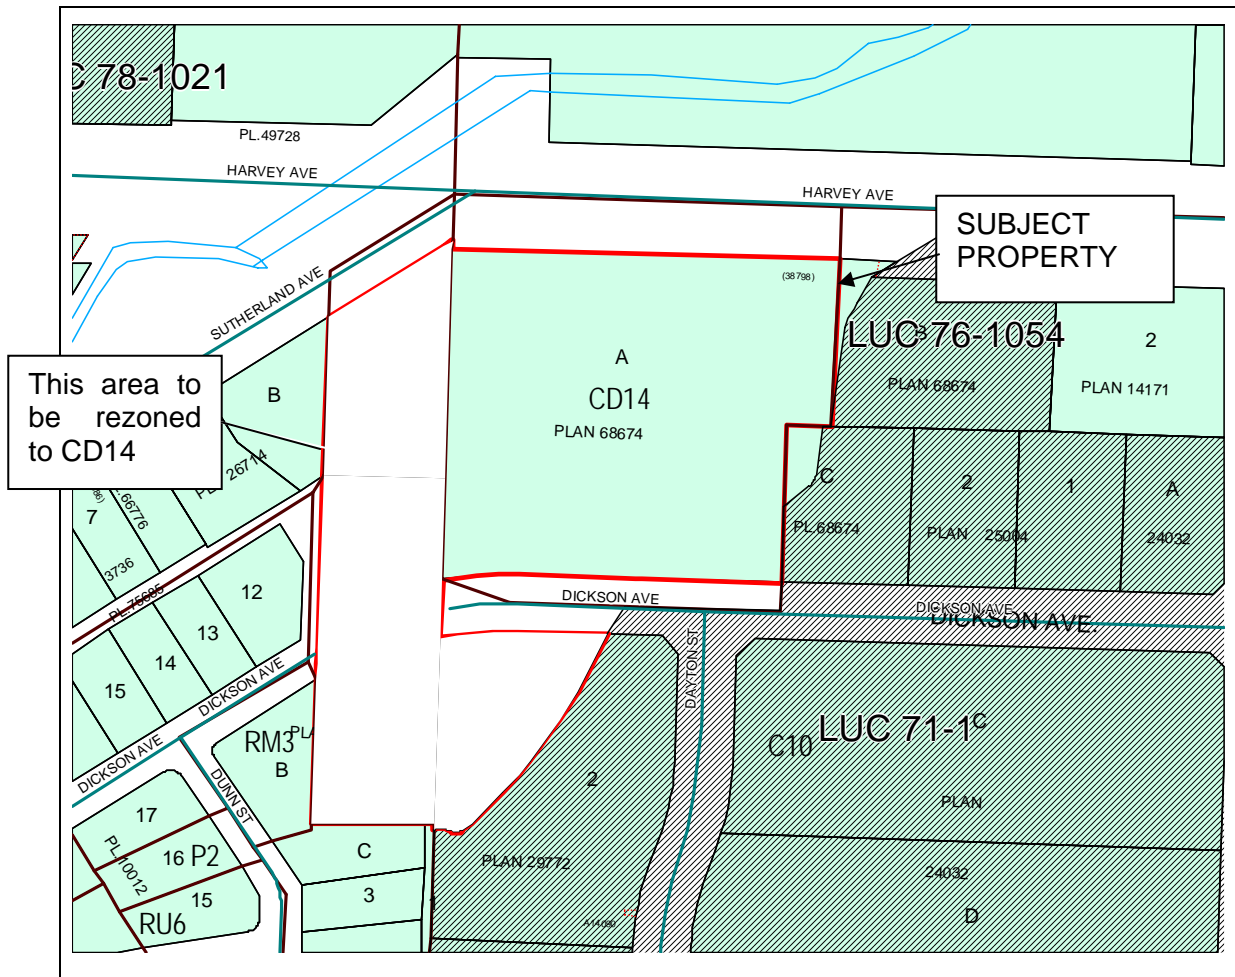 C 78-1021
PL.49728
HARVEY AVE
HARVEY AVE
SUBJECT
PROPERTY
SUTHERLAND AVE
(38798)
LUC 76-1054
B
2
PLAN 68674
PLAN 14171
A
CD14
PLAN 68674
This area to
be rezoned
to CD14
B
26714
7
66776
3736
PL.75685
C
PL.68674
2
1
A
PLAN 25004
24032
12
13
14
15
DICKSON AVE
DICKSON AVE
DICKSON AVE
DICKSON AVE.
DICKSON AVE
DAYTON ST
LUC 71-1
C
C10
RM3
B
DUNN ST
2
PLAN
17
16 P2
PL.10012
15
RU6
C
3
PLAN 29772
A14090
24032
D